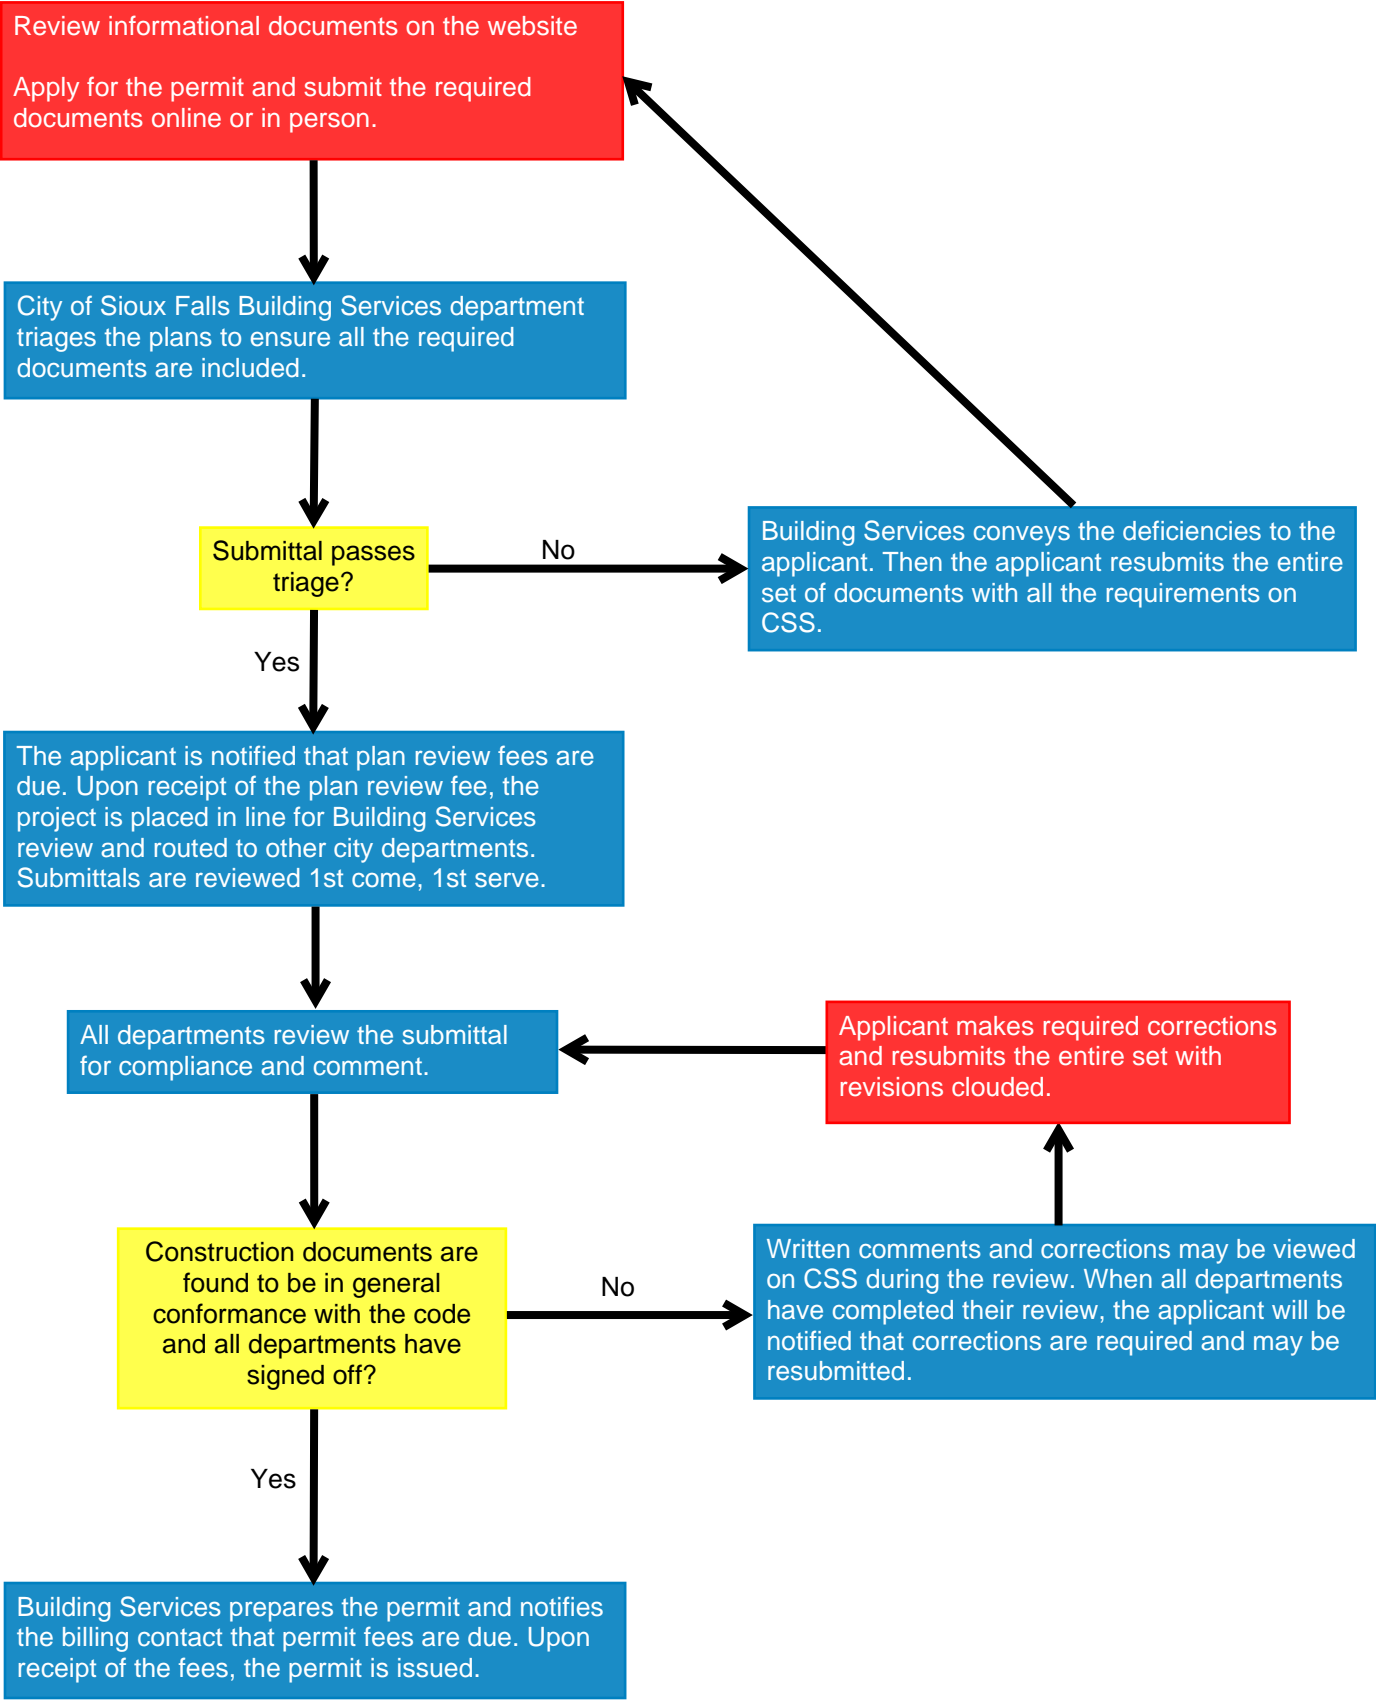 Review informational documents on the website
Apply for the permit and submit the required
documents online or in person.
City of Sioux Falls Building Services department
triages the plans to ensure all the required
documents are included.
Submittal passes
triage?
No
Building Services conveys the deficiencies to the
applicant. Then the applicant resubmits the entire
set of documents with all the requirements on
CSS.
Yes
The applicant is notified that plan review fees are
due. Upon receipt of the plan review fee, the
project is placed in line for Building Services
review and routed to other city departments.
Submittals are reviewed 1st come, 1st serve.
All departments review the submittal
for compliance and comment.
Applicant makes required corrections
and resubmits the entire set with
revisions clouded.
Construction documents are
found to be in general
conformance with the code
and all departments have
signed off?
No
Written comments and corrections may be viewed
on CSS during the review. When all departments
have completed their review, the applicant will be
notified that corrections are required and may be
resubmitted.
Yes
Building Services prepares the permit and notifies
the billing contact that permit fees are due. Upon
receipt of the fees, the permit is issued.